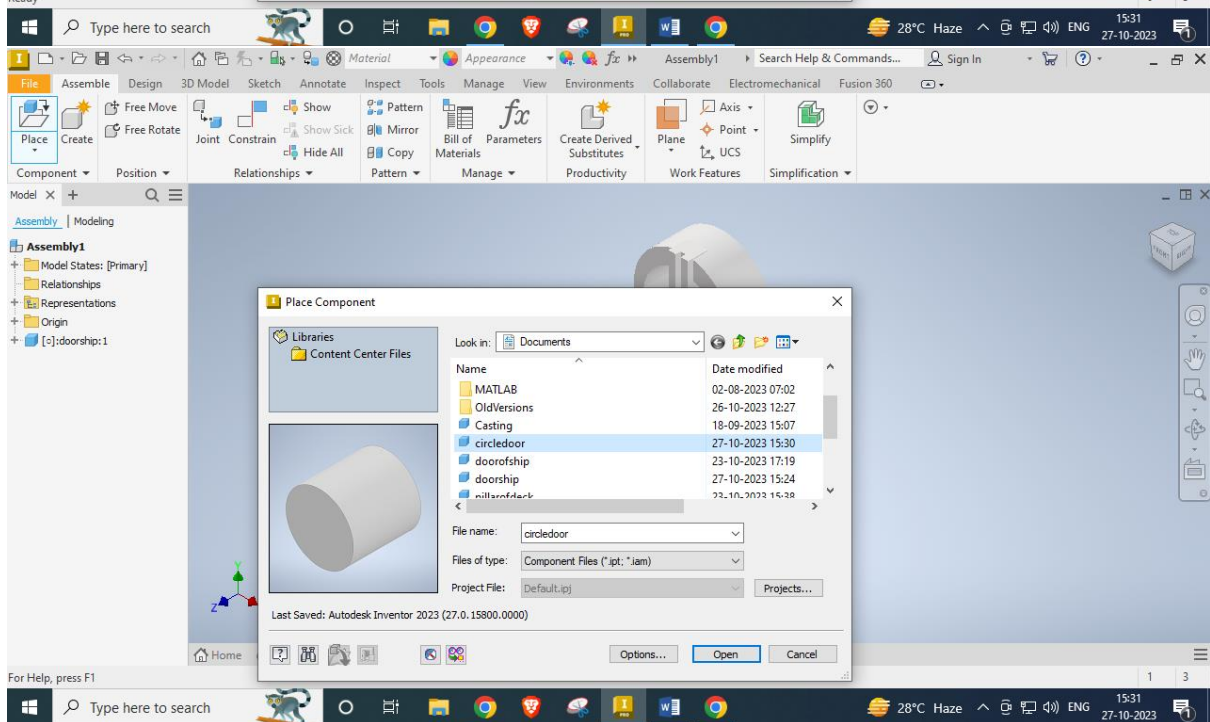 Ready
Type here to search
28°C Haze
ENG
15:31
27-10-2023
Material
Appearance
fx
Assembly1
Search Help & Commands...
Sign In
File Assemble Design 3D Model Sketch Annotate Inspect Tools Manage View Environments Collaborate Electromechanical Fusion 360
Place
Create
Free Move
Free Rotate
Component
Position
Joint
Constrain
Show
Show Sick
Hide All
Relationships
Pattern
Mirror
Copy
Pattern
Bill of Materials
fx
Parameters
Manage
Create Derived Substitutes
Productivity
Plane
Axis
Point
UCS
Work Features
Simplify
Simplification
Model
Assembly | Modeling
Assembly1
Model States: [Primary]
Relationships
Representations
Origin
[◦]:doorship:1
Place Component
Libraries
Content Center Files
Look in: Documents
Name Date modified
MATLAB 02-08-2023 07:02
OldVersions 26-10-2023 12:27
Casting 18-09-2023 15:07
circledoor 27-10-2023 15:30
doorofship 23-10-2023 17:19
doorship 27-10-2023 15:24
pillarofdeck 23-10-2023 15:38
File name: circledoor
Files of type: Component Files (*.ipt; *.iam)
Project File: Default.ipj
Projects...
Last Saved: Autodesk Inventor 2023 (27.0.15800.0000)
Options... Open Cancel
Y
Z
Home
For Help, press F1
1 3
Type here to search
28°C Haze
ENG
15:31
27-10-2023